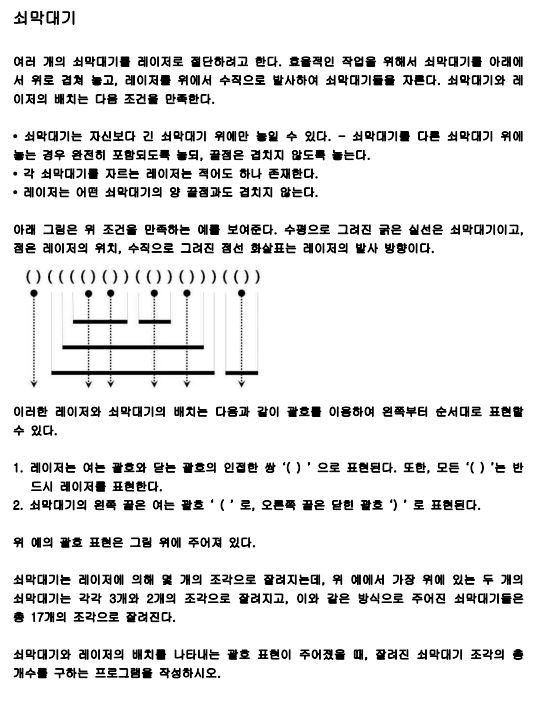 쇠막대기
여러 개의 쇠막대기를 레이저로 절단하려고 한다. 효율적인 작업을 위해서 쇠막대기를 아래에
서 위로 겹쳐 놓고, 레이저를 위에서 수직으로 발사하여 쇠막대기들을 자른다. 쇠막대기와 레
이저의 배치는 다음 조건을 만족한다.
• 쇠막대기는 자신보다 긴 쇠막대기 위에만 놓일 수 있다. - 쇠막대기를 다른 쇠막대기 위에
놓는 경우 완전히 포함되도록 놓되, 끝점은 겹치지 않도록 놓는다.
• 각 쇠막대기를 자르는 레이저는 적어도 하나 존재한다.
• 레이저는 어떤 쇠막대기의 양 끝점과도 겹치지 않는다.
아래 그림은 위 조건을 만족하는 예를 보여준다. 수평으로 그려진 굵은 실선은 쇠막대기이고,
점은 레이저의 위치, 수직으로 그려진 점선 화살표는 레이저의 발사 방향이다.
()(((()())(())()))(())
이러한 레이저와 쇠막대기의 배치는 다음과 같이 괄호를 이용하여 왼쪽부터 순서대로 표현할
수 있다.
1. 레이저는 여는 괄호와 닫는 괄호의 인접한 쌍 '( ) ' 으로 표현된다. 또한, 모든 '( ) '는 반
드시 레이저를 표현한다.
2. 쇠막대기의 왼쪽 끝은 여는 괄호 ' ( ' 로, 오른쪽 끝은 닫힌 괄호 ') ' 로 표현된다.
위 예의 괄호 표현은 그림 위에 주어져 있다.
쇠막대기는 레이저에 의해 몇 개의 조각으로 잘려지는데, 위 예에서 가장 위에 있는 두 개의
쇠막대기는 각각 3개와 2개의 조각으로 잘려지고, 이와 같은 방식으로 주어진 쇠막대기들은
총 17개의 조각으로 잘려진다.
쇠막대기와 레이저의 배치를 나타내는 괄호 표현이 주어졌을 때, 잘려진 쇠막대기 조각의 총
개수를 구하는 프로그램을 작성하시오.